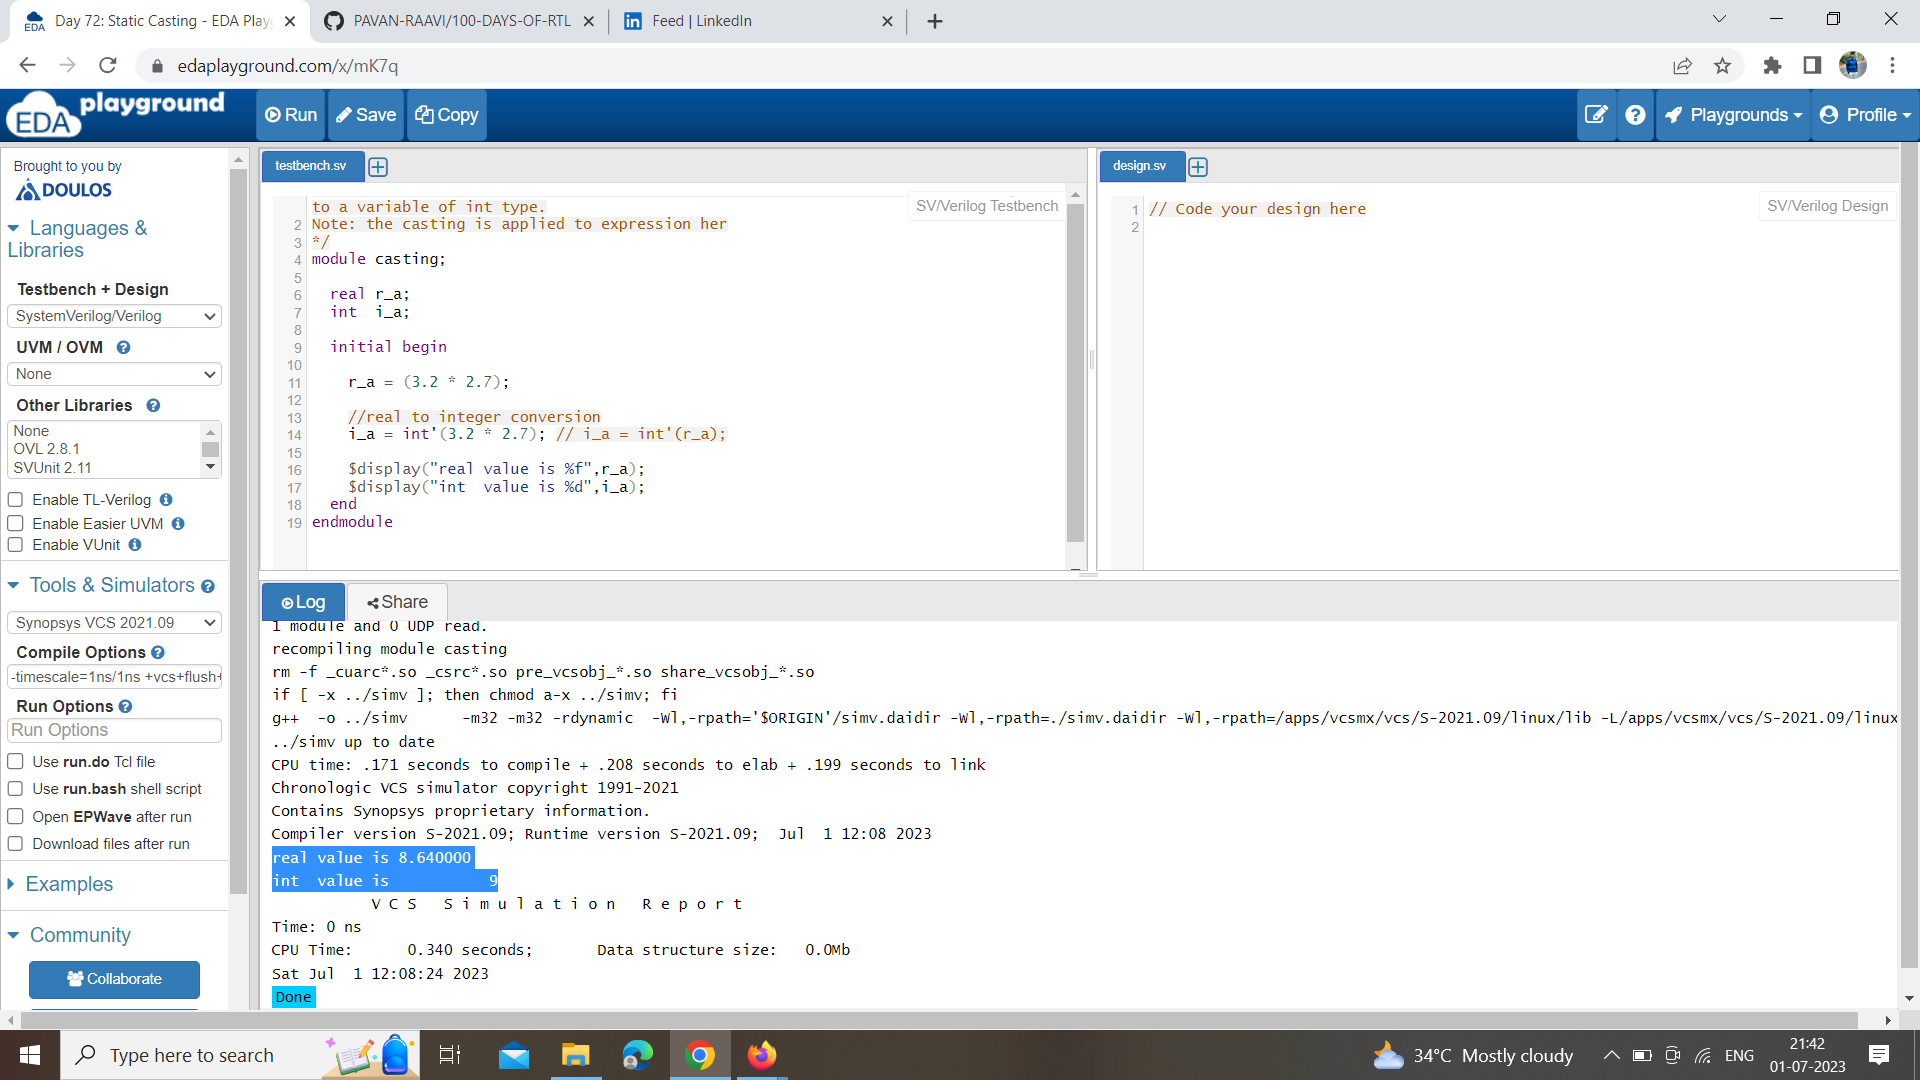 Day 72: Static Casting - EDA Play
PAVAN-RAAVI/100-DAYS-OF-RTL
Feed | LinkedIn
edaplayground.com/x/mK7q
EDA playground
Run
Save
Copy
Playgrounds
Profile
Brought to you by
DOULOS
Languages &
Libraries
Testbench + Design
SystemVerilog/Verilog
UVM / OVM
None
Other Libraries
None
OVL 2.8.1
SVUnit 2.11
Enable TL-Verilog
Enable Easier UVM
Enable VUnit
Tools & Simulators
Synopsys VCS 2021.09
Compile Options
-timescale=1ns/1ns +vcs+flush+
Run Options
Run Options
Use run.do Tcl file
Use run.bash shell script
Open EPWave after run
Download files after run
Examples
Community
Collaborate
testbench.sv
SV/Verilog Testbench
to a variable of int type.
2 Note: the casting is applied to expression her
3 */
4 module casting;
5
6 real r_a;
7 int  i_a;
8
9 initial begin
10
11 r_a = (3.2 * 2.7);
12
13 //real to integer conversion
14 i_a = int'(3.2 * 2.7); // i_a = int'(r_a);
15
16 $display("real value is %f",r_a);
17 $display("int  value is %d",i_a);
18 end
19 endmodule
design.sv
SV/Verilog Design
1 // Code your design here
2
Log
Share
1 module and 0 UDP read.
recompiling module casting
rm -f _cuarc*.so _csrc*.so pre_vcsobj_*.so share_vcsobj_*.so
if [ -x ../simv ]; then chmod a-x ../simv; fi
g++  -o ../simv      -m32 -m32 -rdynamic  -Wl,-rpath='$ORIGIN'/simv.daidir -Wl,-rpath=./simv.daidir -Wl,-rpath=/apps/vcsmx/vcs/S-2021.09/linux/lib -L/apps/vcsmx/vcs/S-2021.09/linux
../simv up to date
CPU time: .171 seconds to compile + .208 seconds to elab + .199 seconds to link
Chronologic VCS simulator copyright 1991-2021
Contains Synopsys proprietary information.
Compiler version S-2021.09; Runtime version S-2021.09;  Jul  1 12:08 2023
real value is 8.640000
int  value is           9
V C S   S i m u l a t i o n   R e p o r t
Time: 0 ns
CPU Time:      0.340 seconds;       Data structure size:   0.0Mb
Sat Jul  1 12:08:24 2023
Done
Type here to search
34°C Mostly cloudy
ENG
21:42
01-07-2023